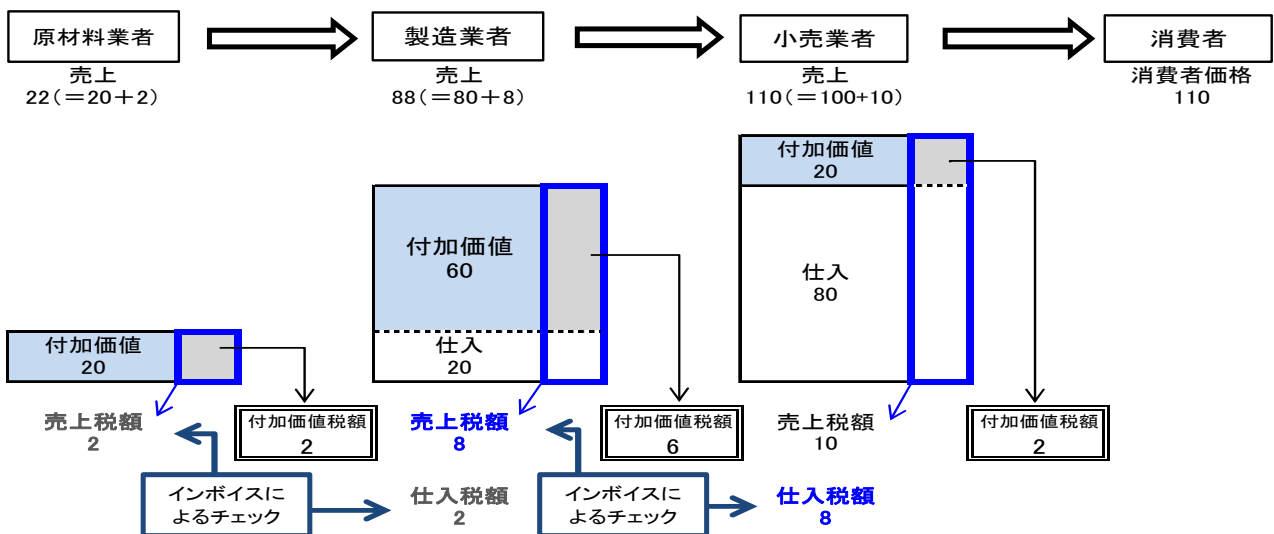 原材料業者
製造業者
小売業者
消費者
売上
22(=20+2)
売上
88(=80+8)
売上
110(=100+10)
消費者価格
110
付加価値
20
付加価値
60
仕入
80
付加価値
20
仕入
20
売上税額
2
付加価値税額
2
売上税額
8
付加価値税額
6
売上税額
10
付加価値税額
2
インボイスに
よるチェック
仕入税額
2
インボイスに
よるチェック
仕入税額
8